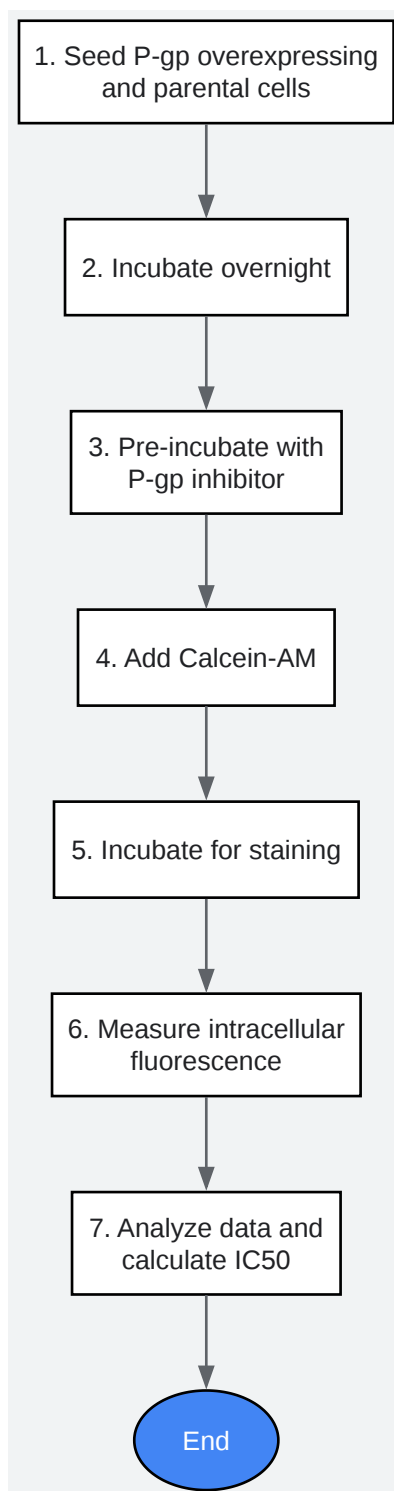 1. Seed P-gp overexpressing
and parental cells
2. Incubate overnight
3. Pre-incubate with
P-gp inhibitor
4. Add Calcein-AM
5. Incubate for staining
6. Measure intracellular
fluorescence
7. Analyze data and
calculate IC50
End